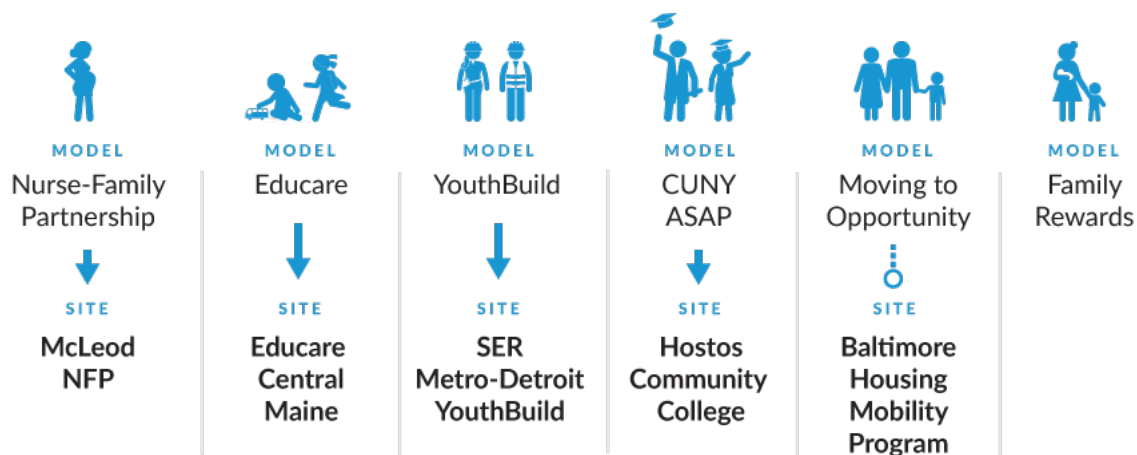 MODEL
Nurse-Family
Partnership
SITE
McLeod
NFP
MODEL
Educare
SITE
Educare
Central
Maine
MODEL
YouthBuild
SITE
SER
Metro-Detroit
YouthBuild
MODEL
CUNY
ASAP
SITE
Hostos
Community
College
MODEL
Moving to
Opportunity
SITE
Baltimore
Housing
Mobility
Program
MODEL
Family
Rewards